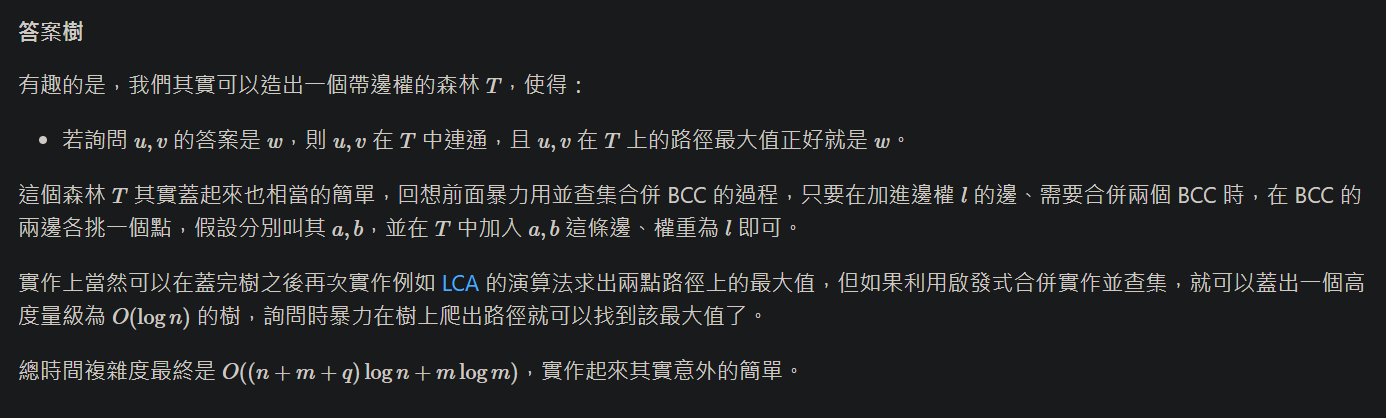 答案樹
有趣的是，我們其實可以造出一個帶邊權的森林 T，使得：
• 若詢問 u, v 的答案是 w，則 u, v 在 T 中連通，且 u, v 在 T 上的路徑最大值正好就是 w。
這個森林 T 其實蓋起來也相當的簡單，回想前面暴力用並查集合併 BCC 的過程，只要在加進邊權 l 的邊、需要合併兩個 BCC 時，在 BCC 的
兩邊各挑一個點，假設分別叫其 a, b，並在 T 中加入 a, b 這條邊、權重為 l 即可。
實作上當然可以在蓋完樹之後再次實作例如 LCA 的演算法求出兩點路徑上的最大值，但如果利用啟發式合併實作並查集，就可以蓋出一個高
度量級為 O(log n) 的樹，詢問時暴力在樹上爬出路徑就可以找到該最大值了。
總時間複雜度最終是 O((n + m + q) log n + m log m)，實作起來其實意外的簡單。